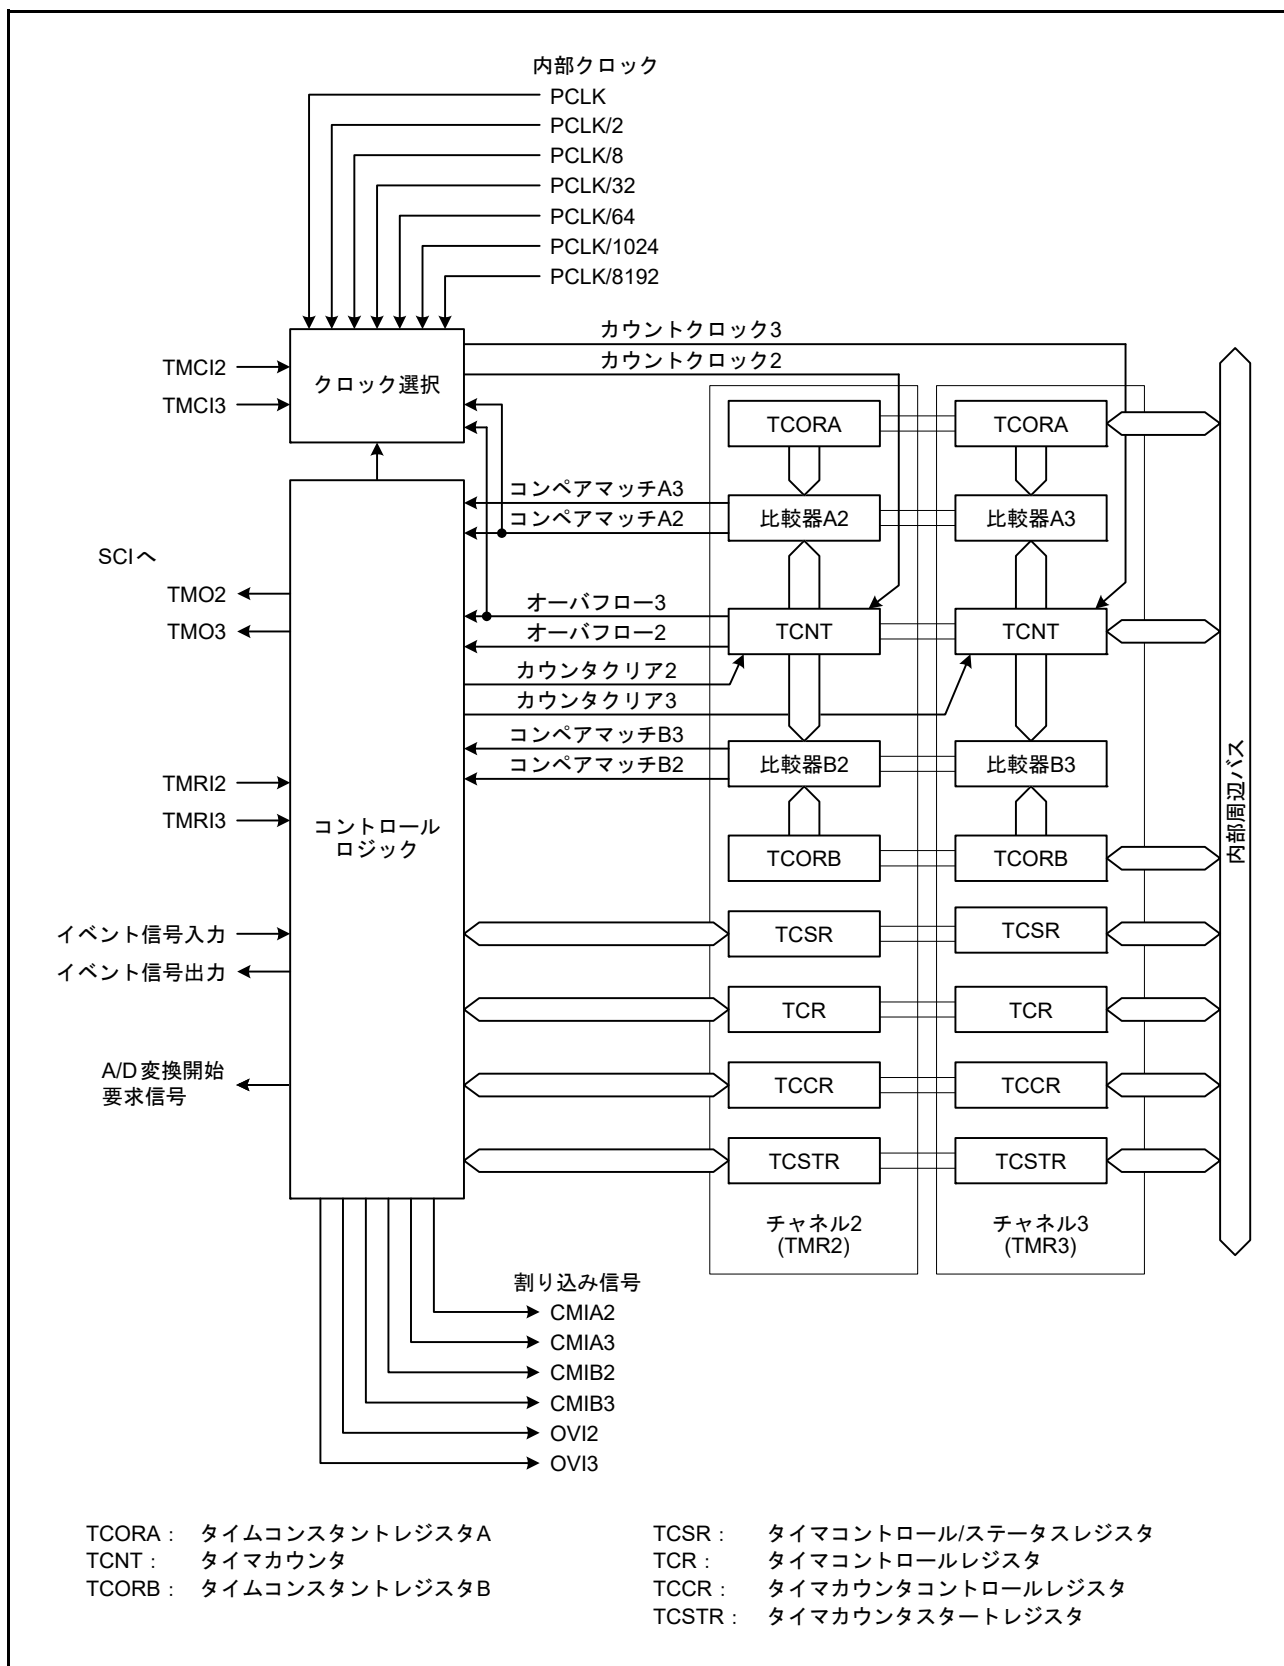 内部クロック
PCLK
PCLK/2
PCLK/8
PCLK/32
PCLK/64
PCLK/1024
PCLK/8192
カウントクロック3
カウントクロック2
TMCI2
TMCI3
クロック選択
TCORA
TCORA
コンペアマッチA3
コンペアマッチA2
比較器A2
比較器A3
SCIへ
TMO2
TMO3
オーバフロー3
オーバフロー2
TCNT
TCNT
カウンタクリア2
カウンタクリア3
コンペアマッチB3
コンペアマッチB2
比較器B2
比較器B3
内部周辺バス
TMRI2
TMRI3
コントロール
ロジック
TCORB
TCORB
イベント信号入力
イベント信号出力
TCSR
TCSR
TCR
TCR
A/D変換開始
要求信号
TCCR
TCCR
TCSTR
TCSTR
チャネル2
(TMR2)
チャネル3
(TMR3)
割り込み信号
CMIA2
CMIA3
CMIB2
CMIB3
OVI2
OVI3
TCORA : タイムコンスタントレジスタA
TCNT : タイマカウンタ
TCORB : タイムコンスタントレジスタB
TCSR : タイマコントロール/ステータスレジスタ
TCR : タイマコントロールレジスタ
TCCR : タイマカウンタコントロールレジスタ
TCSTR : タイマカウンタスタートレジスタ